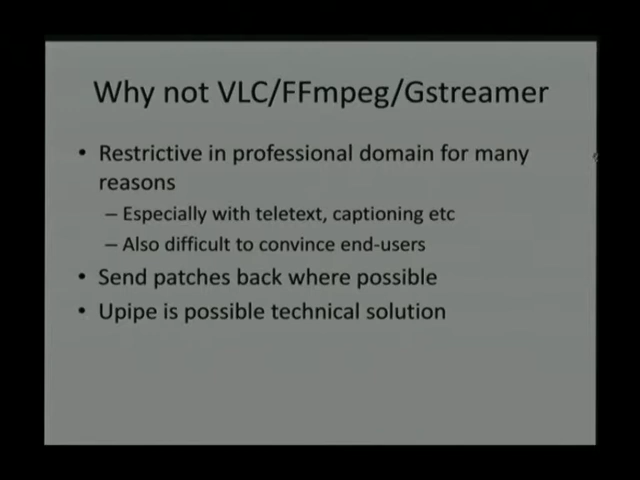 Why not VLC/FFmpeg/Gstreamer
• Restrictive in professional domain for many
reasons
– Especially with teletext, captioning etc
– Also difficult to convince end-users
• Send patches back where possible
• Upipe is possible technical solution